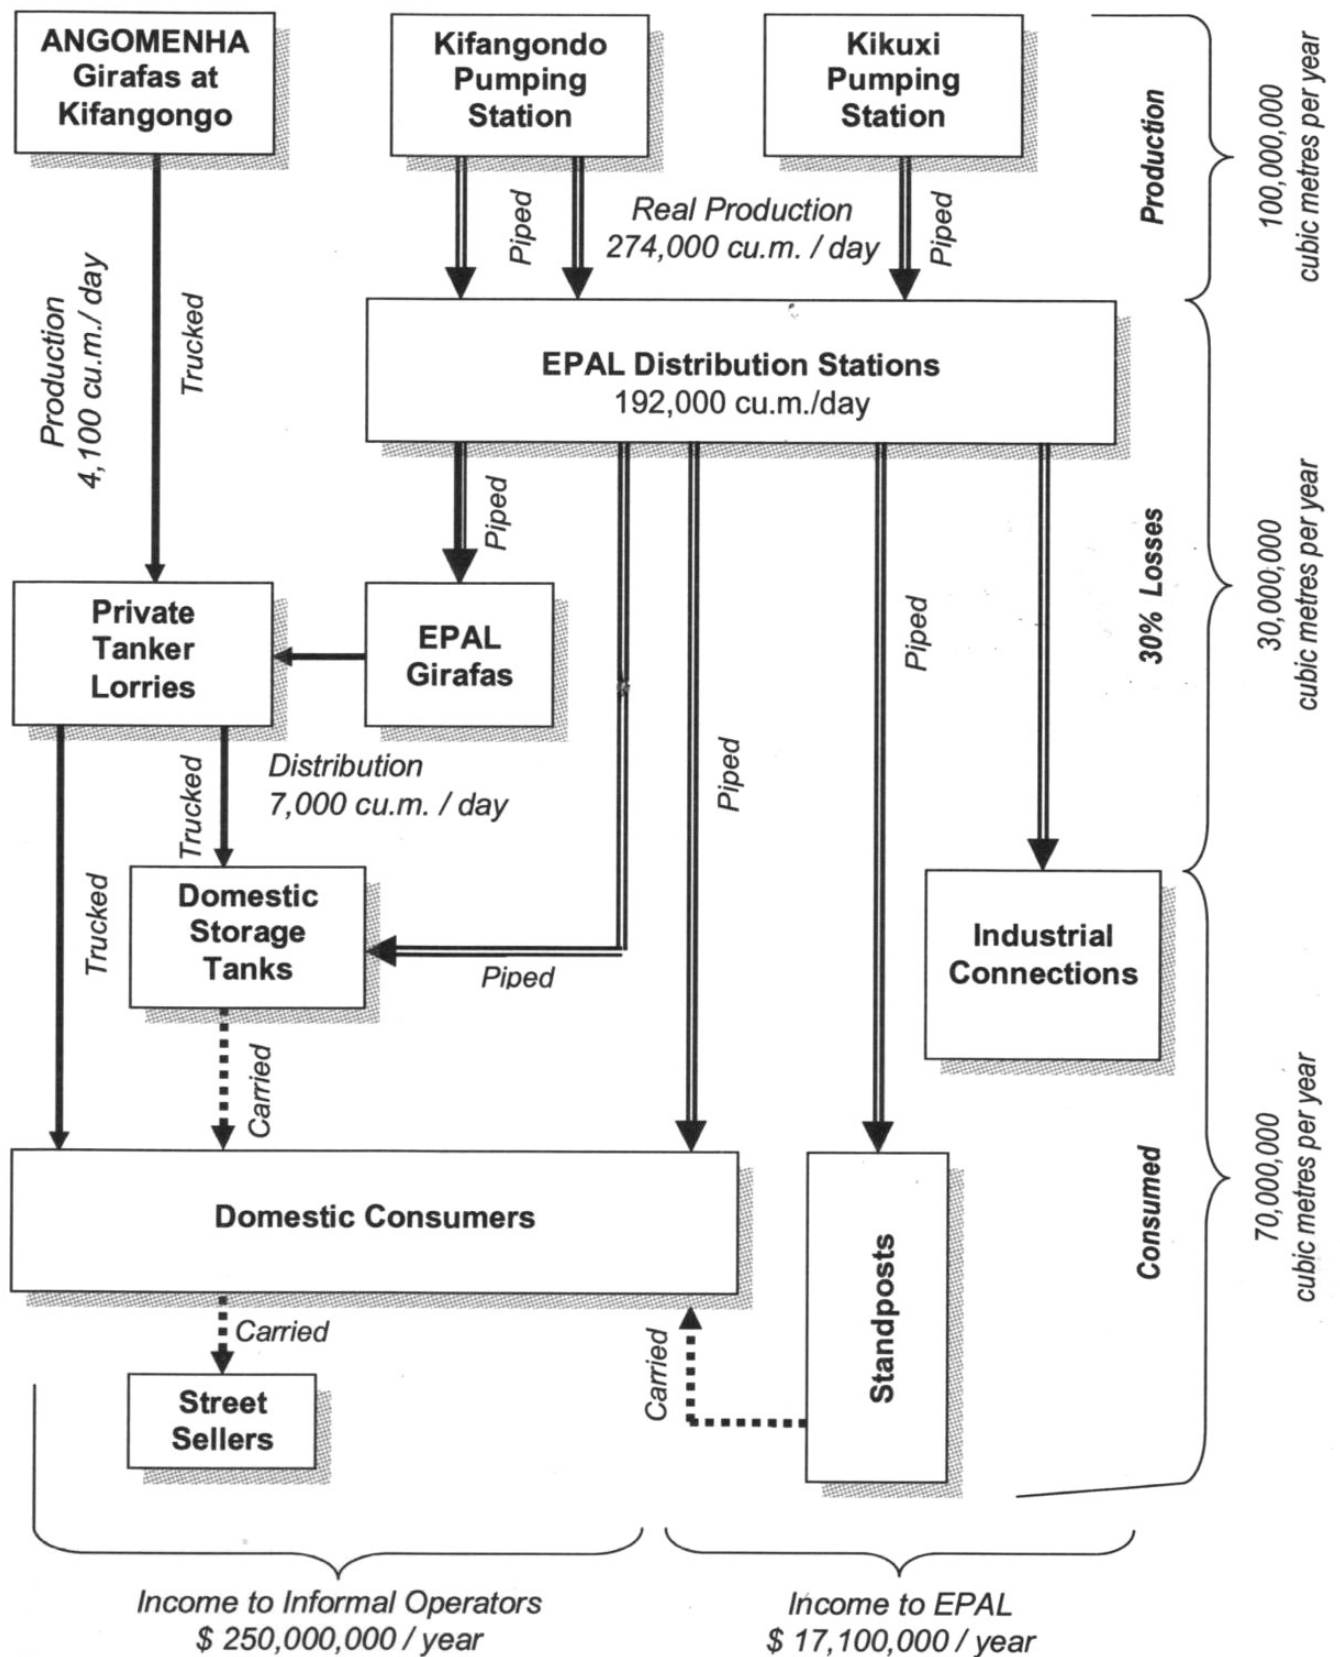 ANGOMENHA
Girafas at
Kifangongo
Kifangondo
Pumping
Station
Kikuxi
Pumping
Station
Production
100,000,000
cubic metres per year
Piped
Real Production
274,000 cu.m. / day
Piped
Production
4,100 cu.m./ day
Trucked
EPAL Distribution Stations
192,000 cu.m./day
Piped
30% Losses
30,000,000
cubic metres per year
Private
Tanker
Lorries
EPAL
Girafas
Piped
Piped
Trucked
Distribution
7,000 cu.m. / day
Trucked
Domestic
Storage
Tanks
Piped
Industrial
Connections
Carried
Consumed
70,000,000
cubic metres per year
Domestic Consumers
Standposts
Carried
Carried
Street
Sellers
Income to Informal Operators
$ 250,000,000 / year
Income to EPAL
$ 17,100,000 / year